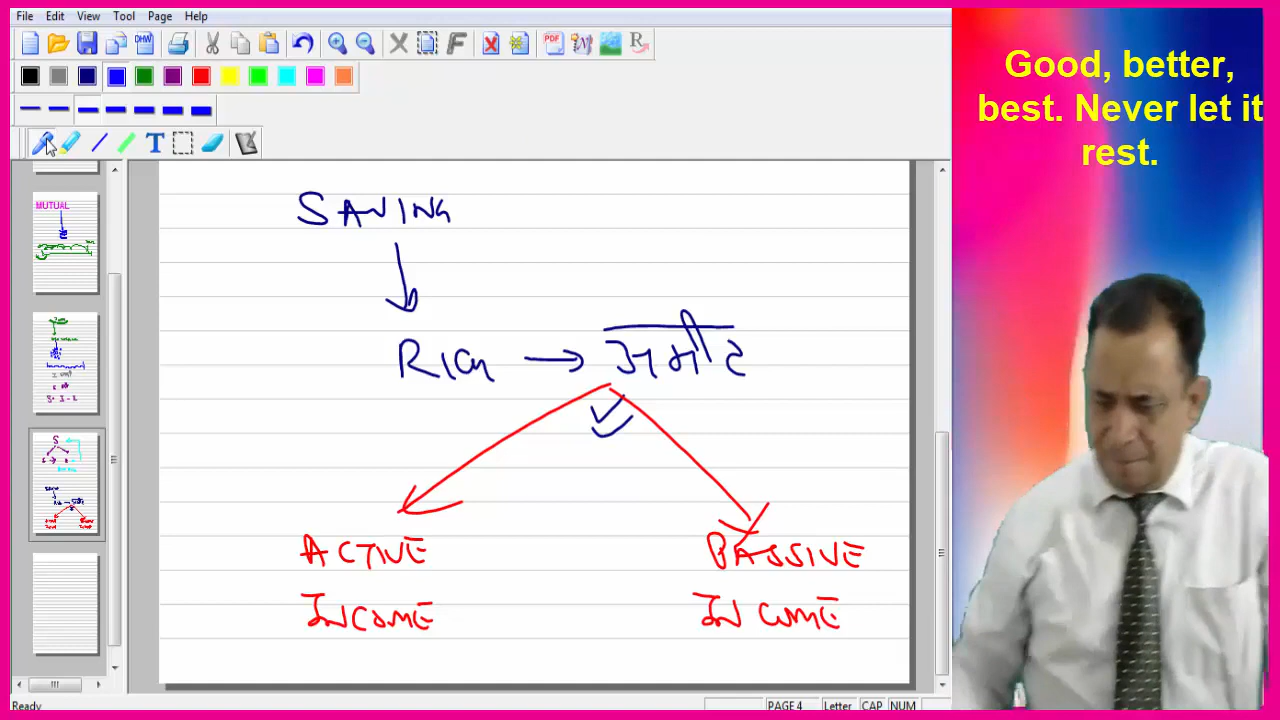 File Edit View Tool Page Help
Good, better,
best. Never let it
rest.
MUTUAL
SAVING
RICH → अमीर
ACTIVE
INCOME
PASSIVE
INCOME
Ready
PAGE 4 Letter CAP NUM